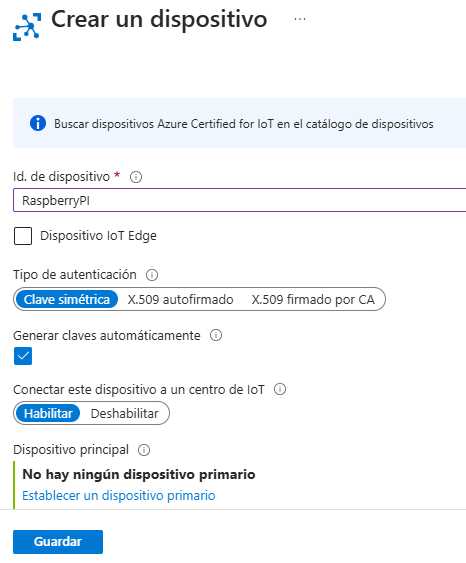 Crear un dispositivo ...
Buscar dispositivos Azure Certified for IoT en el catálogo de dispositivos
Id. de dispositivo *
RaspberryPI
Dispositivo IoT Edge
Tipo de autenticación
Clave simétrica X.509 autofirmado X.509 firmado por CA
Generar claves automáticamente
Conectar este dispositivo a un centro de IoT
Habilitar Deshabilitar
Dispositivo principal
No hay ningún dispositivo primario
Establecer un dispositivo primario
Guardar